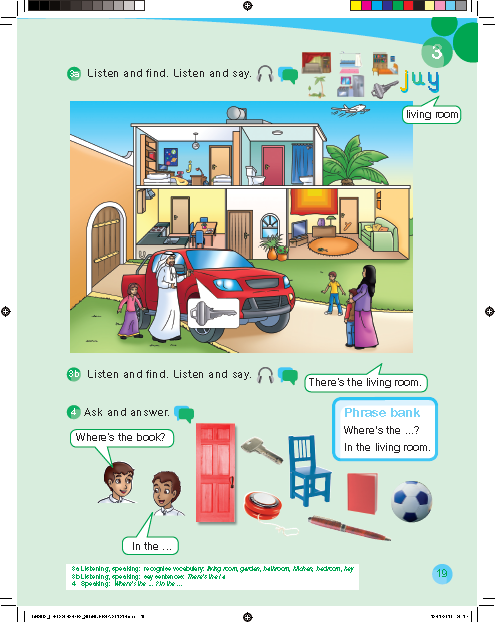 3
3a Listen and find. Listen and say.
j u y
living room
3b Listen and find. Listen and say.
There's the living room.
4 Ask and answer.
Where's the book?
Phrase bank
Where's the ...?
In the living room.
In the ...
3a Listening, speaking: recognise vocabulary: living room, garden, bathroom, kitchen, bedroom, key
3b Listening, speaking: say sentences: There's the
4 Speaking: Where's the ... ? In the ...
19